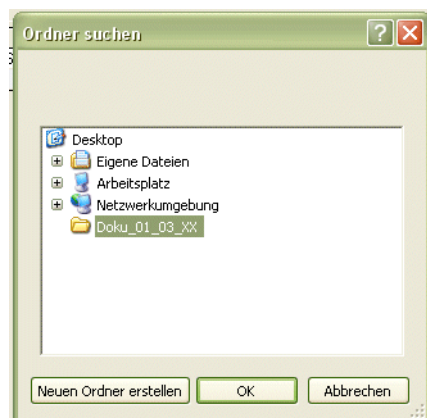 Ordner suchen
Desktop
Eigene Dateien
Arbeitsplatz
Netzwerkumgebung
Doku_01_03_XX
Neuen Ordner erstellen OK Abbrechen